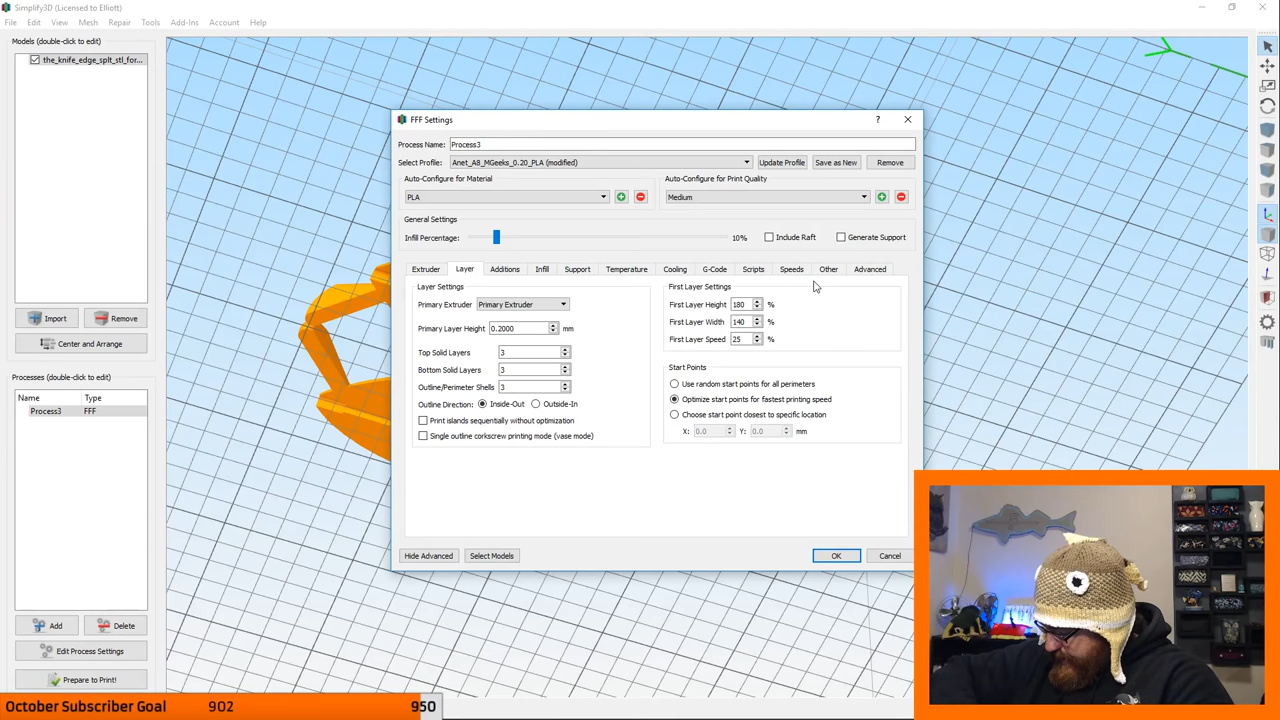 Simplify3D (Licensed to Elliott)
File Edit View Mesh Repair Tools Add-Ins Account Help
Models (double-click to edit)
the_knife_edge_splt_stl_for...
Import Remove
Center and Arrange
Processes (double-click to edit)
Name Type
Process3 FFF
Add Delete
Edit Process Settings
Prepare to Print!
FFF Settings
Process Name: Process3
Select Profile: Anet_A8_MGeeks_0.20_PLA (modified) Update Profile Save as New Remove
Auto-Configure for Material Auto-Configure for Print Quality
PLA Medium
General Settings
Infill Percentage: 10% Include Raft Generate Support
Extruder Layer Additions Infill Support Temperature Cooling G-Code Scripts Speeds Other Advanced
Layer Settings
Primary Extruder Primary Extruder
Primary Layer Height 0.2000 mm
Top Solid Layers 3
Bottom Solid Layers 3
Outline/Perimeter Shells 3
Outline Direction: Inside-Out Outside-In
Print islands sequentially without optimization
Single outline corkscrew printing mode (vase mode)
First Layer Settings
First Layer Height 180 %
First Layer Width 140 %
First Layer Speed 25 %
Start Points
Use random start points for all perimeters
Optimize start points for fastest printing speed
Choose start point closest to specific location
X: 0.0 Y: 0.0 mm
Hide Advanced Select Models OK Cancel
October Subscriber Goal 902 950